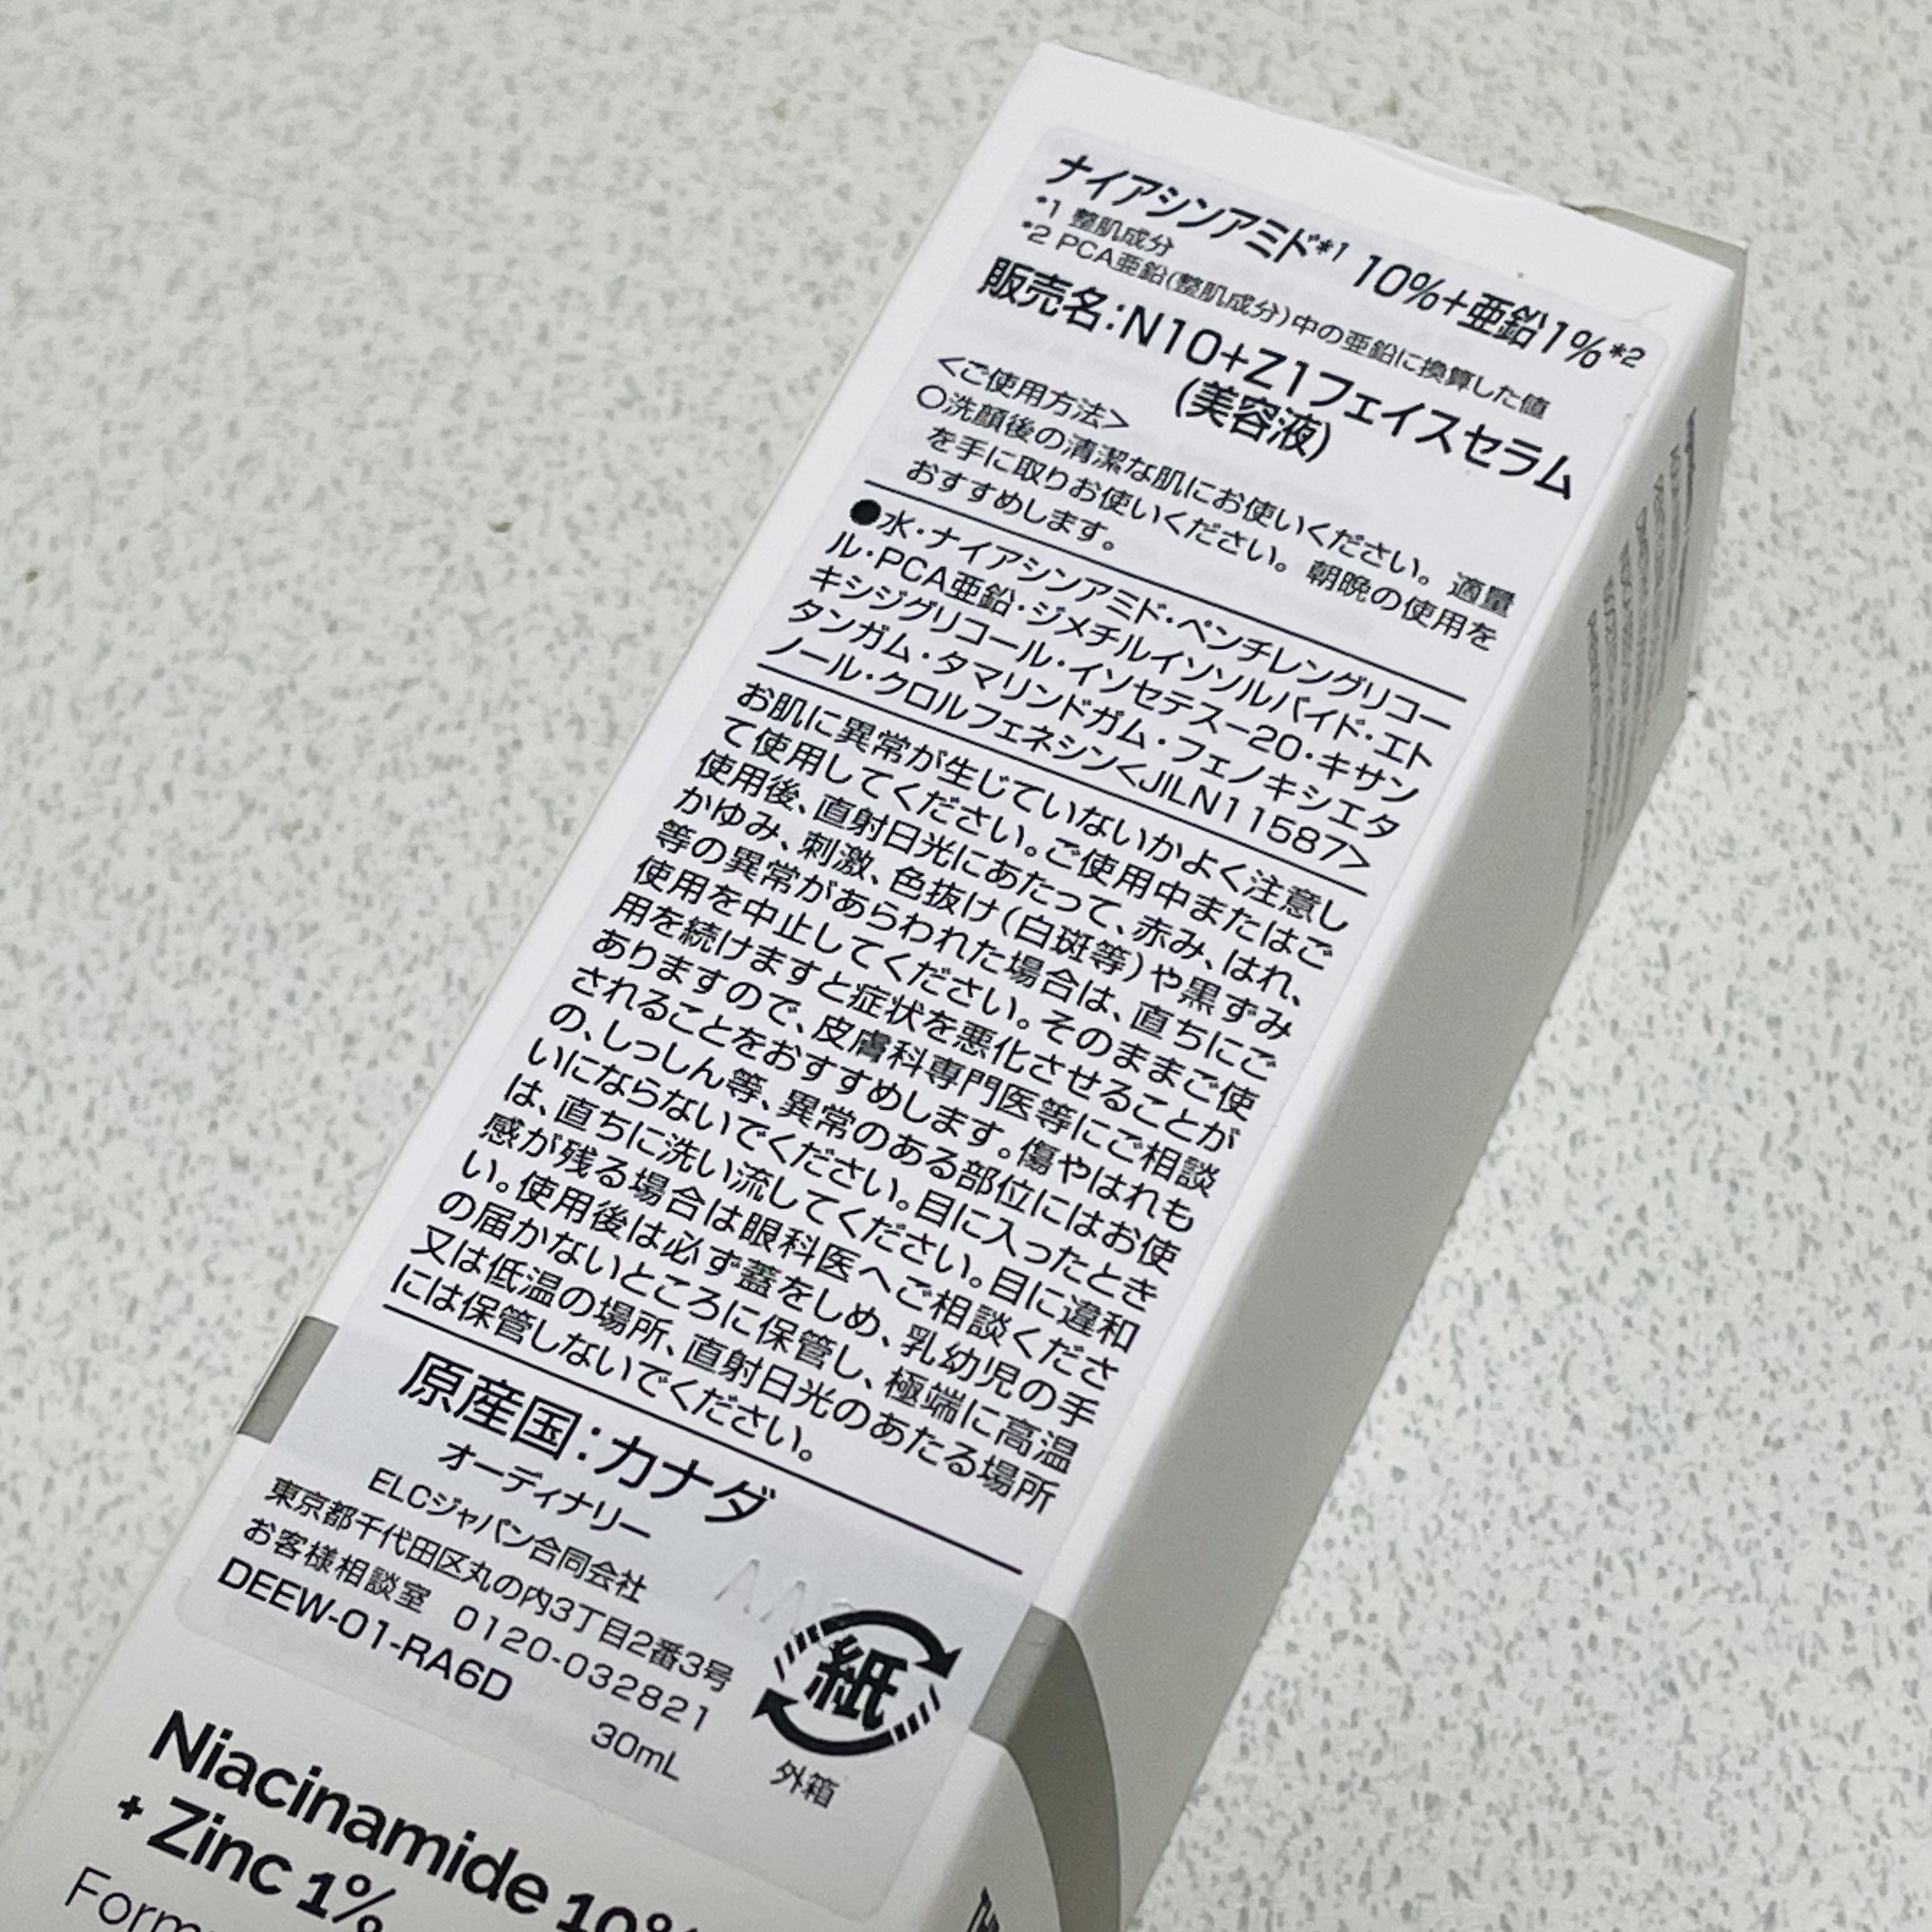 ナイアシンアミド*1 10%+亜鉛1%*2
*1 整肌成分
*2 PCA亜鉛(整肌成分)中の亜鉛に換算した値
販売名:N10+Z1フェイスセラム
(美容液)
<ご使用方法>
○洗顔後の清潔な肌にお使いください。適量
を手に取りお使いください。朝晩の使用を
おすすめします。
●水・ナイアシンアミド・ペンチレングリコー
ル・PCA亜鉛・ジメチルイソソルバイド・エト
キシジグリコール・イソセテス-20・キサン
タンガム・タマリンドガム・フェノキシエタ
ノール・クロルフェネシン<JILN11587>
お肌に異常が生じていないかよく注意し
て使用してください。ご使用中またはご
使用後、直射日光にあたって、赤み、はれ、
かゆみ、刺激、色抜け(白斑等)や黒ずみ
等の異常があらわれた場合は、直ちにご
使用を中止してください。そのままご使
用を続けますと症状を悪化させることが
ありますので、皮膚科専門医等にご相談
されることをおすすめします。傷やはれも
の、しっしん等、異常のある部位にはお使
いにならないでください。目に入ったとき
は、直ちに洗い流してください。目に違和
感が残る場合は眼科医へご相談くださ
い。使用後は必ず蓋をしめ、乳幼児の手
の届かないところに保管し、極端に高温
又は低温の場所、直射日光のあたる場所
には保管しないでください。
原産国:カナダ
オーディナリー
ELCジャパン合同会社
東京都千代田区丸の内3丁目2番3号
お客様相談室 0120-032821
DEEW-01-RA6D
30mL
紙
外箱
Niacinamide 10%
+ Zinc 1%